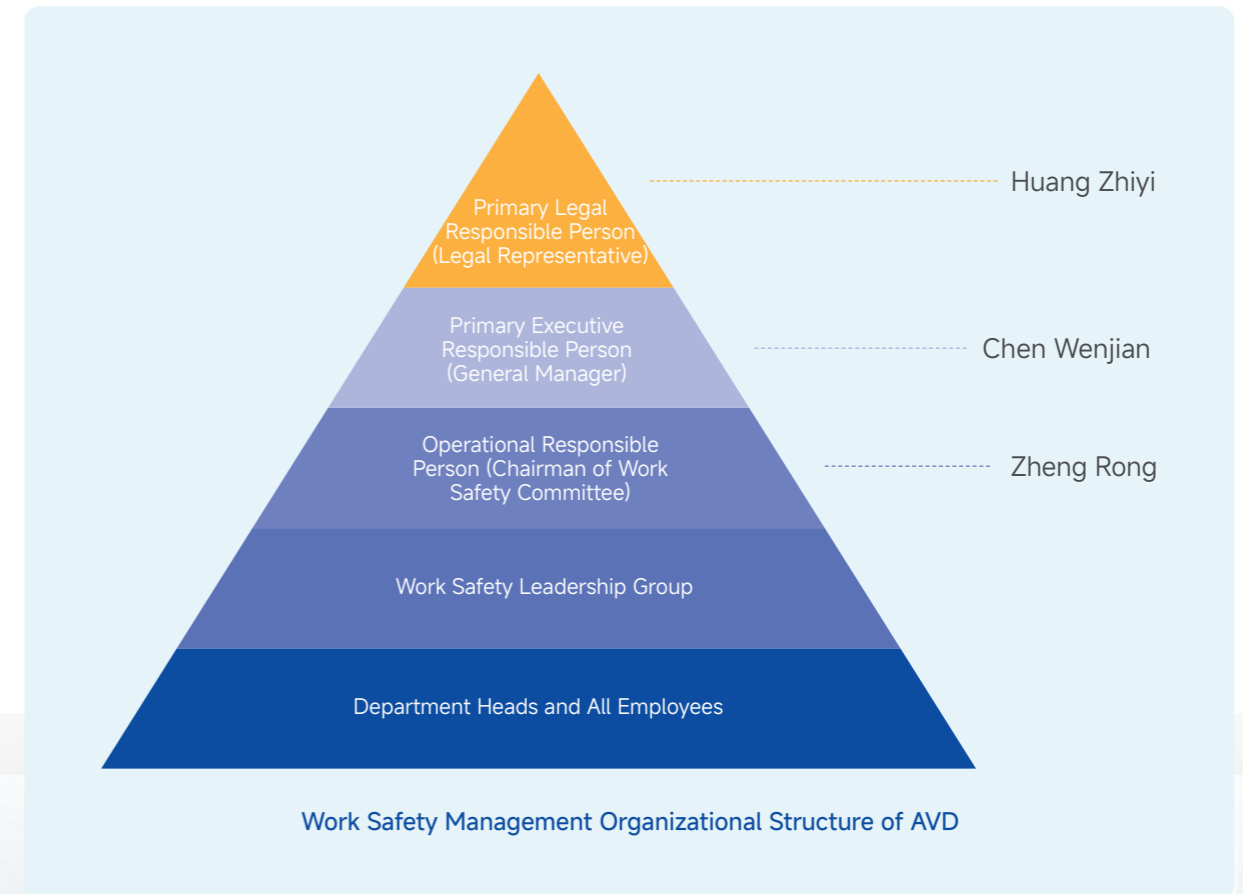 Primary Legal
Responsible Person
(Legal Representative)
Huang Zhiyi
Primary Executive
Responsible Person
(General Manager)
Chen Wenjian
Operational Responsible
Person (Chairman of Work
Safety Committee)
Zheng Rong
Work Safety Leadership Group
Department Heads and All Employees
Work Safety Management Organizational Structure of AVD